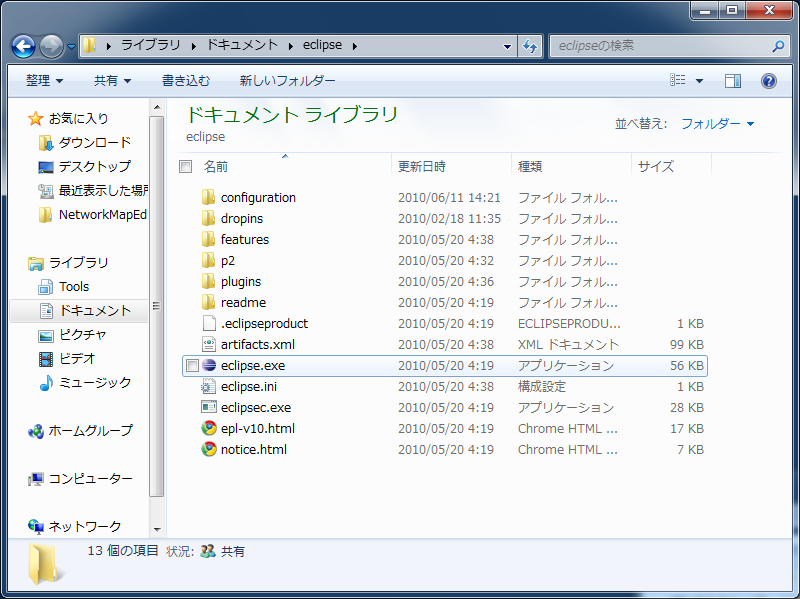 ライブラリ ドキュメント eclipse eclipseの検索
整理 共有 書き込む 新しいフォルダー
お気に入り
ダウンロード
デスクトップ
最近表示した場所
NetworkMapEd
ライブラリ
Tools
ドキュメント
ピクチャ
ビデオ
ミュージック
ホームグループ
コンピューター
ネットワーク
ドキュメント ライブラリ
eclipse
並べ替え: フォルダー
名前 更新日時 種類 サイズ
configuration 2010/06/11 14:21 ファイル フォル...
dropins 2010/02/18 11:35 ファイル フォル...
features 2010/05/20 4:38 ファイル フォル...
p2 2010/05/20 4:32 ファイル フォル...
plugins 2010/05/20 4:36 ファイル フォル...
readme 2010/05/20 4:19 ファイル フォル...
.eclipseproduct 2010/05/20 4:19 ECLIPSEPRODU... 1 KB
artifacts.xml 2010/05/20 4:38 XML ドキュメント 99 KB
eclipse.exe 2010/05/20 4:19 アプリケーション 56 KB
eclipse.ini 2010/05/20 4:38 構成設定 1 KB
eclipsec.exe 2010/05/20 4:19 アプリケーション 28 KB
epl-v10.html 2010/05/20 4:19 Chrome HTML ... 17 KB
notice.html 2010/05/20 4:19 Chrome HTML ... 7 KB
13 個の項目 状況: 共有